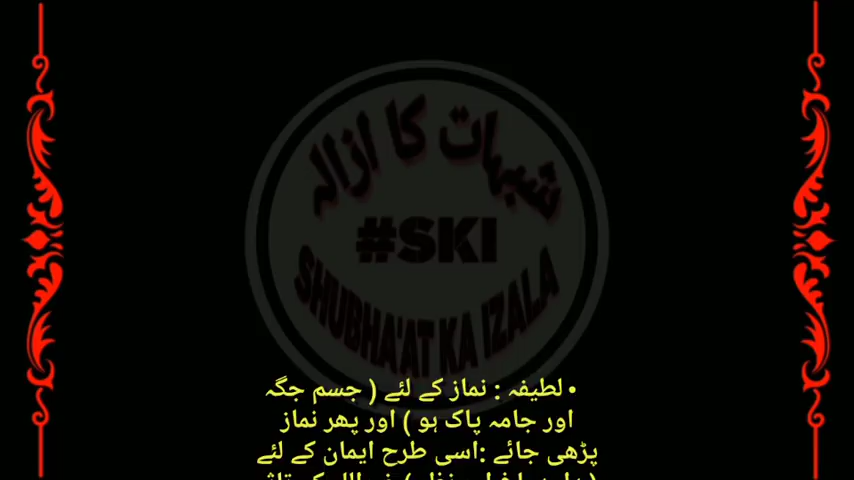 شبہات کا ازالہ
#SKI
SHUBHA'AT KA IZALA
• لطیفہ : نماز کے لئے ( جسم جگہ
اور جامہ پاک ہو ) اور پھر نماز
پڑھی جائے :اسی طرح ایمان کے لئے